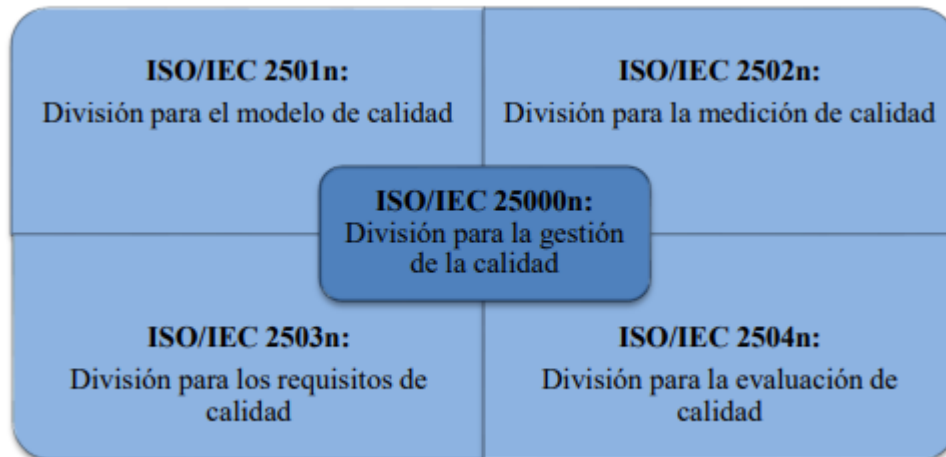 ISO/IEC 2501n:
División para el modelo de calidad
ISO/IEC 2502n:
División para la medición de calidad
ISO/IEC 25000n:
División para la gestión
de la calidad
ISO/IEC 2503n:
División para los requisitos de
calidad
ISO/IEC 2504n:
División para la evaluación de
calidad